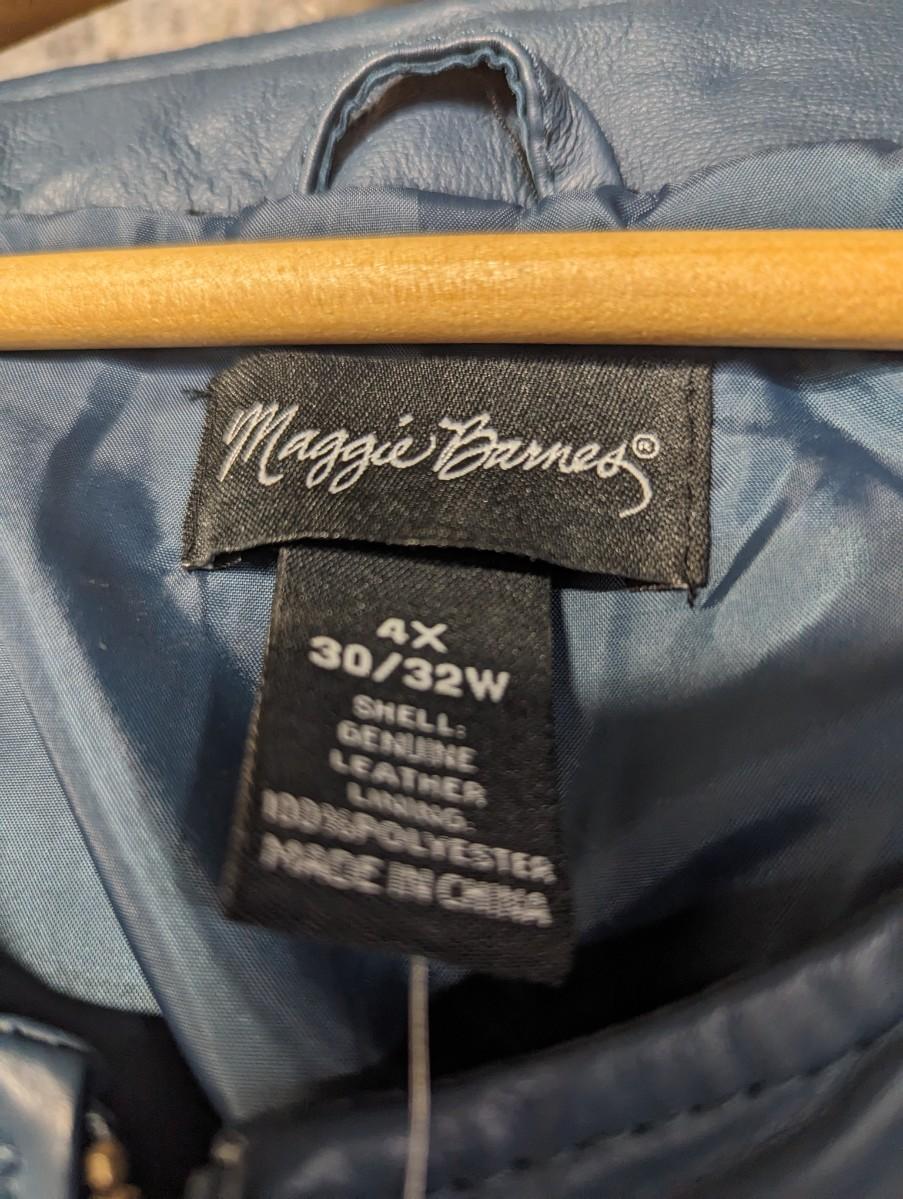 Maggie Barnes®
4X
30/32W
SHELL:
GENUINE
LEATHER
LINING.
100%POLYESTER
MADE IN CHINA